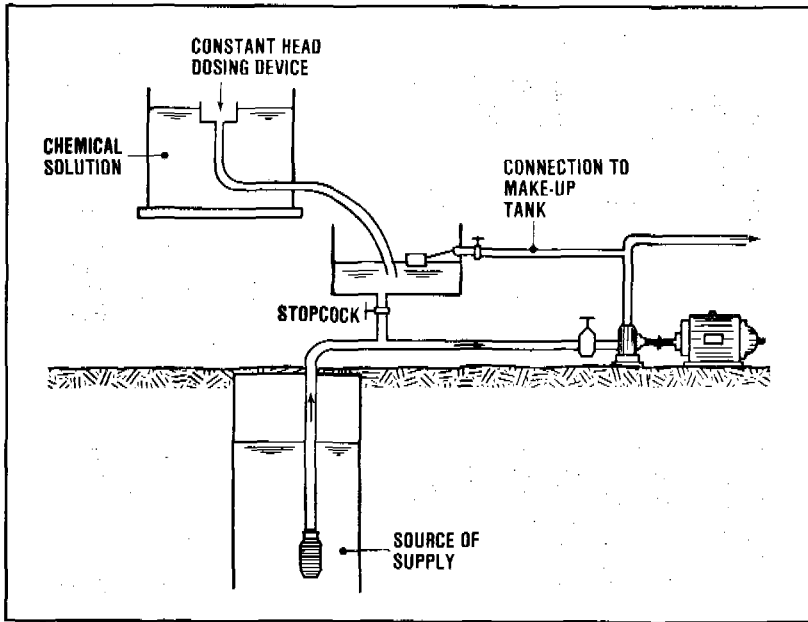 CONSTANT HEAD
DOSING DEVICE
CHEMICAL
SOLUTION
CONNECTION TO
MAKE-UP
TANK
STOPCOCK
SOURCE OF
SUPPLY